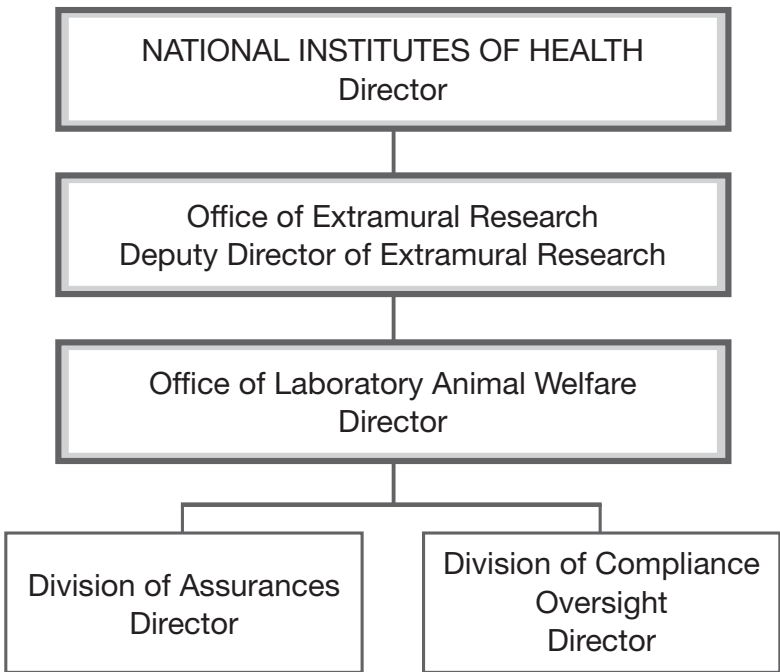 NATIONAL INSTITUTES OF HEALTH
Director
Office of Extramural Research
Deputy Director of Extramural Research
Office of Laboratory Animal Welfare
Director
Division of Assurances
Director
Division of Compliance
Oversight
Director